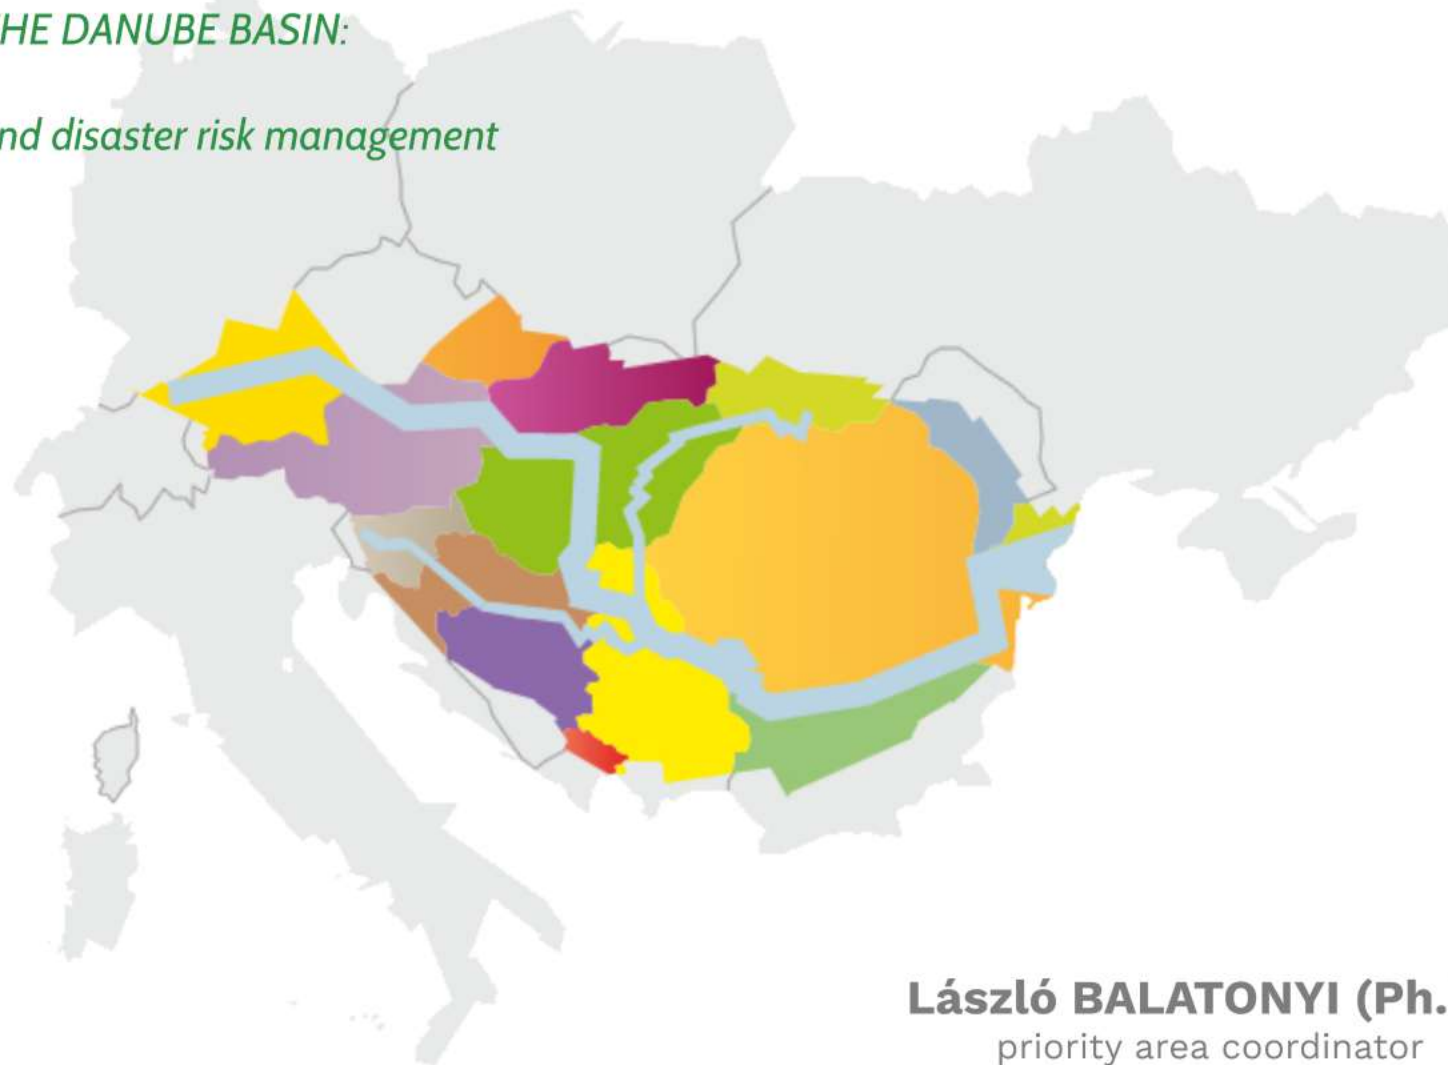 HE DANUBE BASIN:
nd disaster risk management
László BALATONYI (Ph.
priority area coordinator